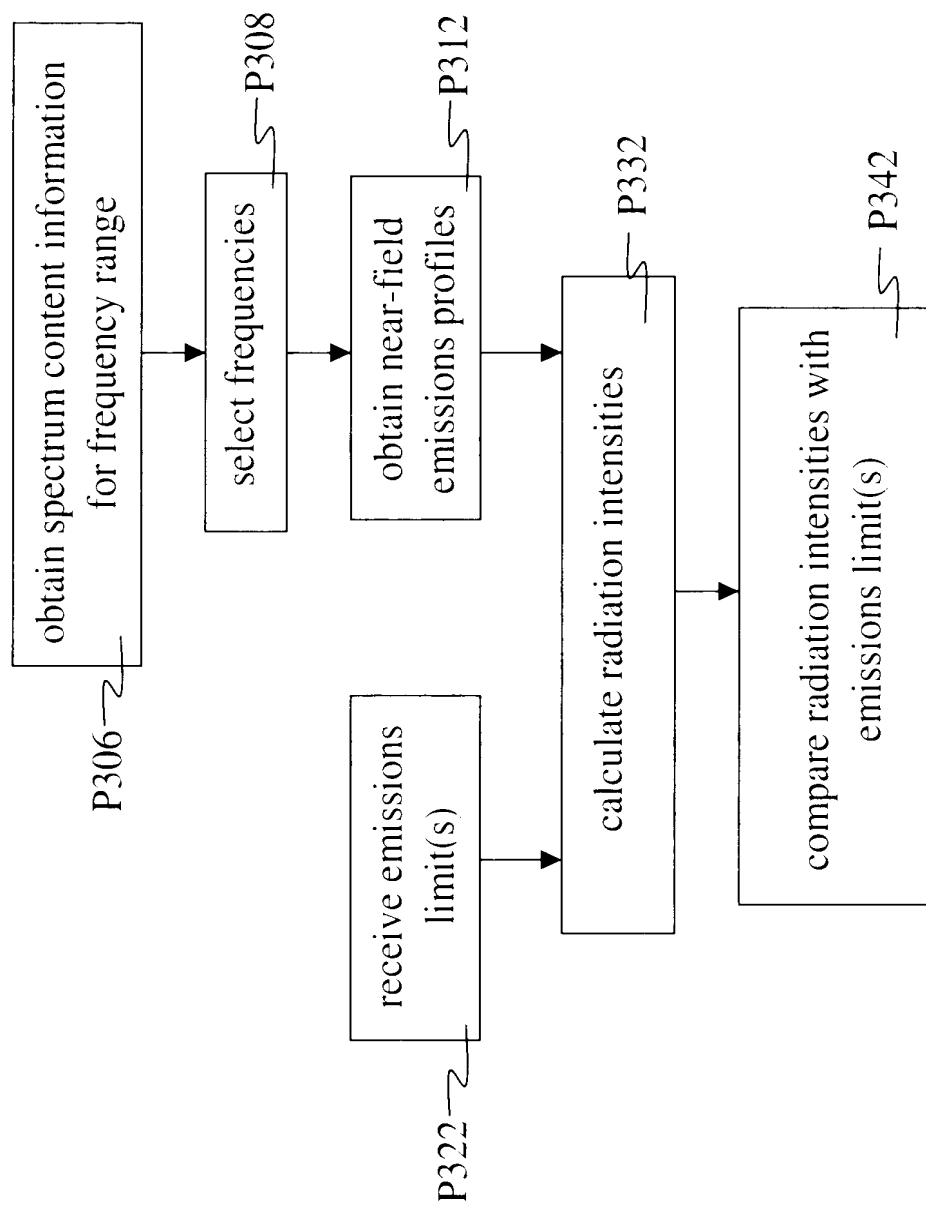 P306
obtain spectrum content information
for frequency range
P308
select frequencies
P312
obtain near-field
emissions profiles
P322
receive emissions
limit(s)
P332
calculate radiation intensities
P342
compare radiation intensities with
emissions limit(s)